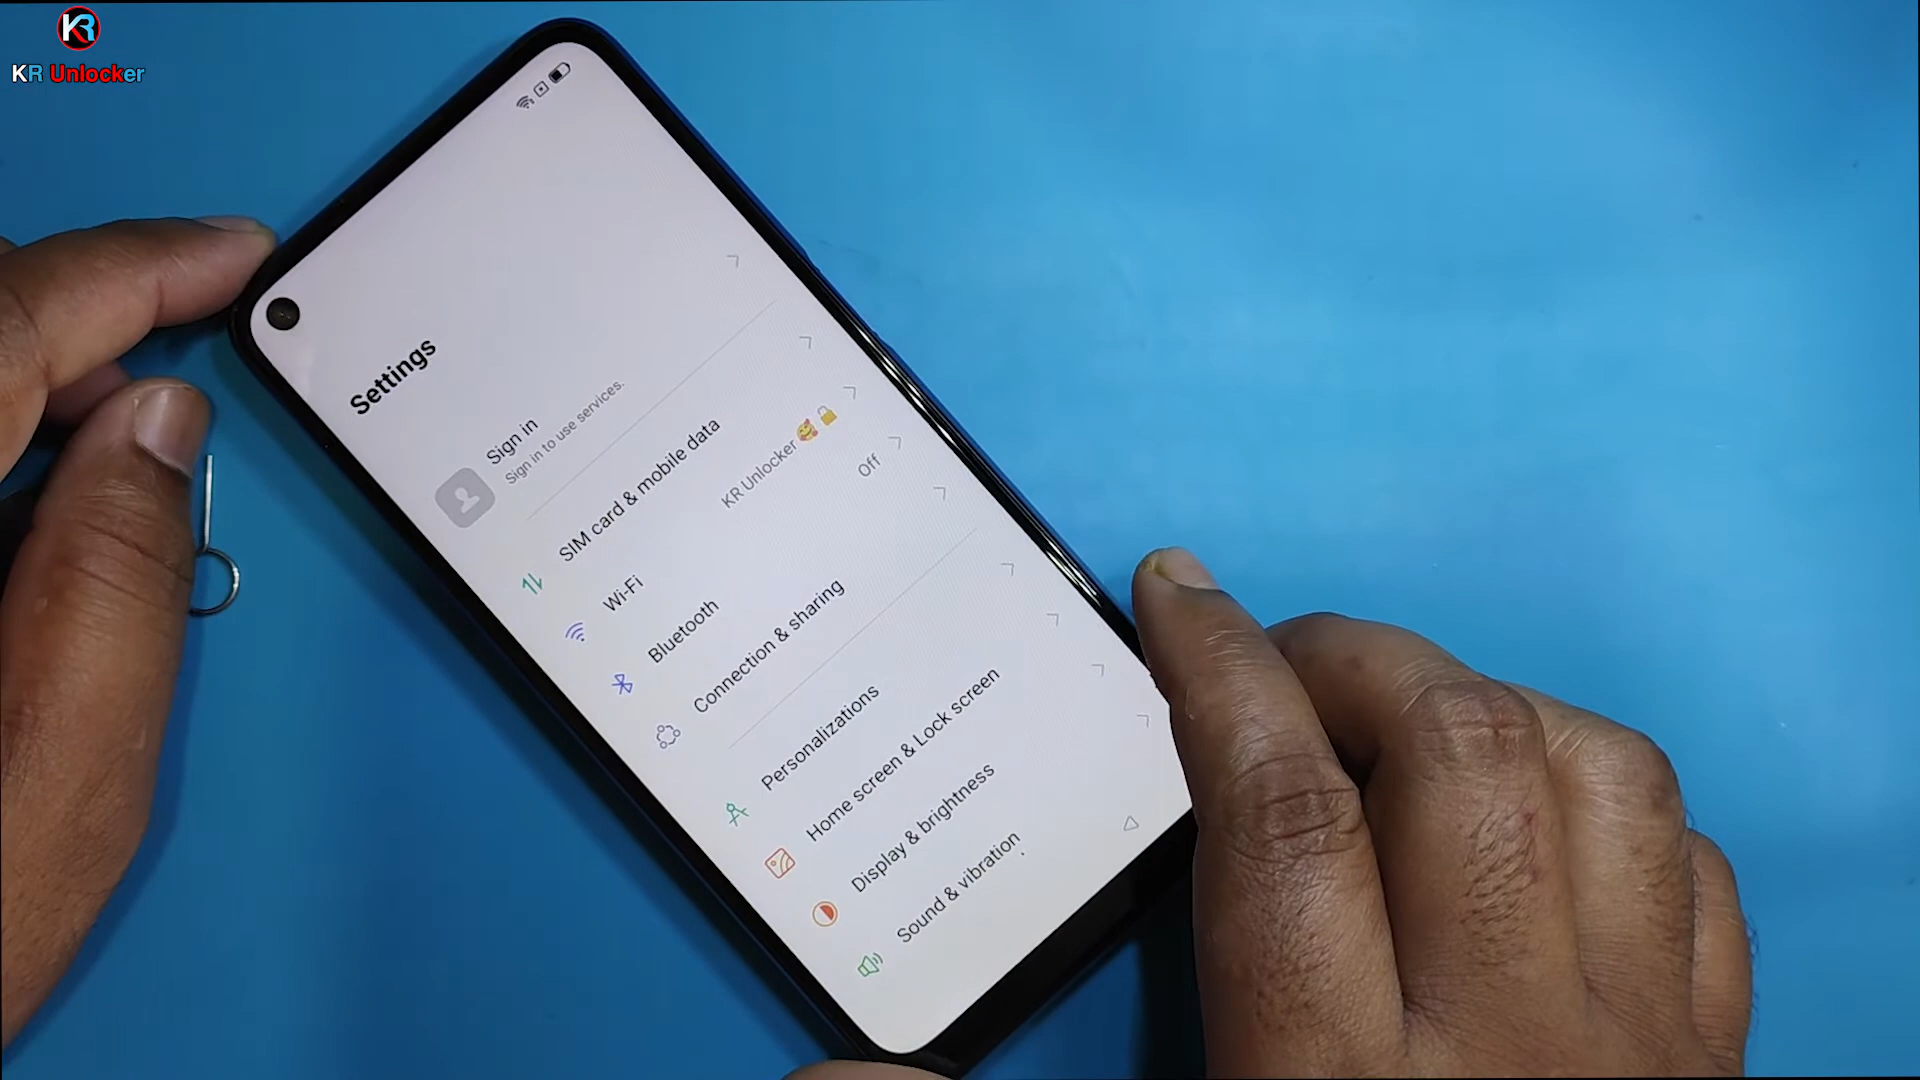 KR
KR Unlocker
Settings
Sign in
Sign in to use services.
SIM card & mobile data
Wi-Fi
KR Unlocker🥰🔓
Bluetooth
Off
Connection & sharing
Personalizations
Home screen & Lock screen
Display & brightness
Sound & vibration